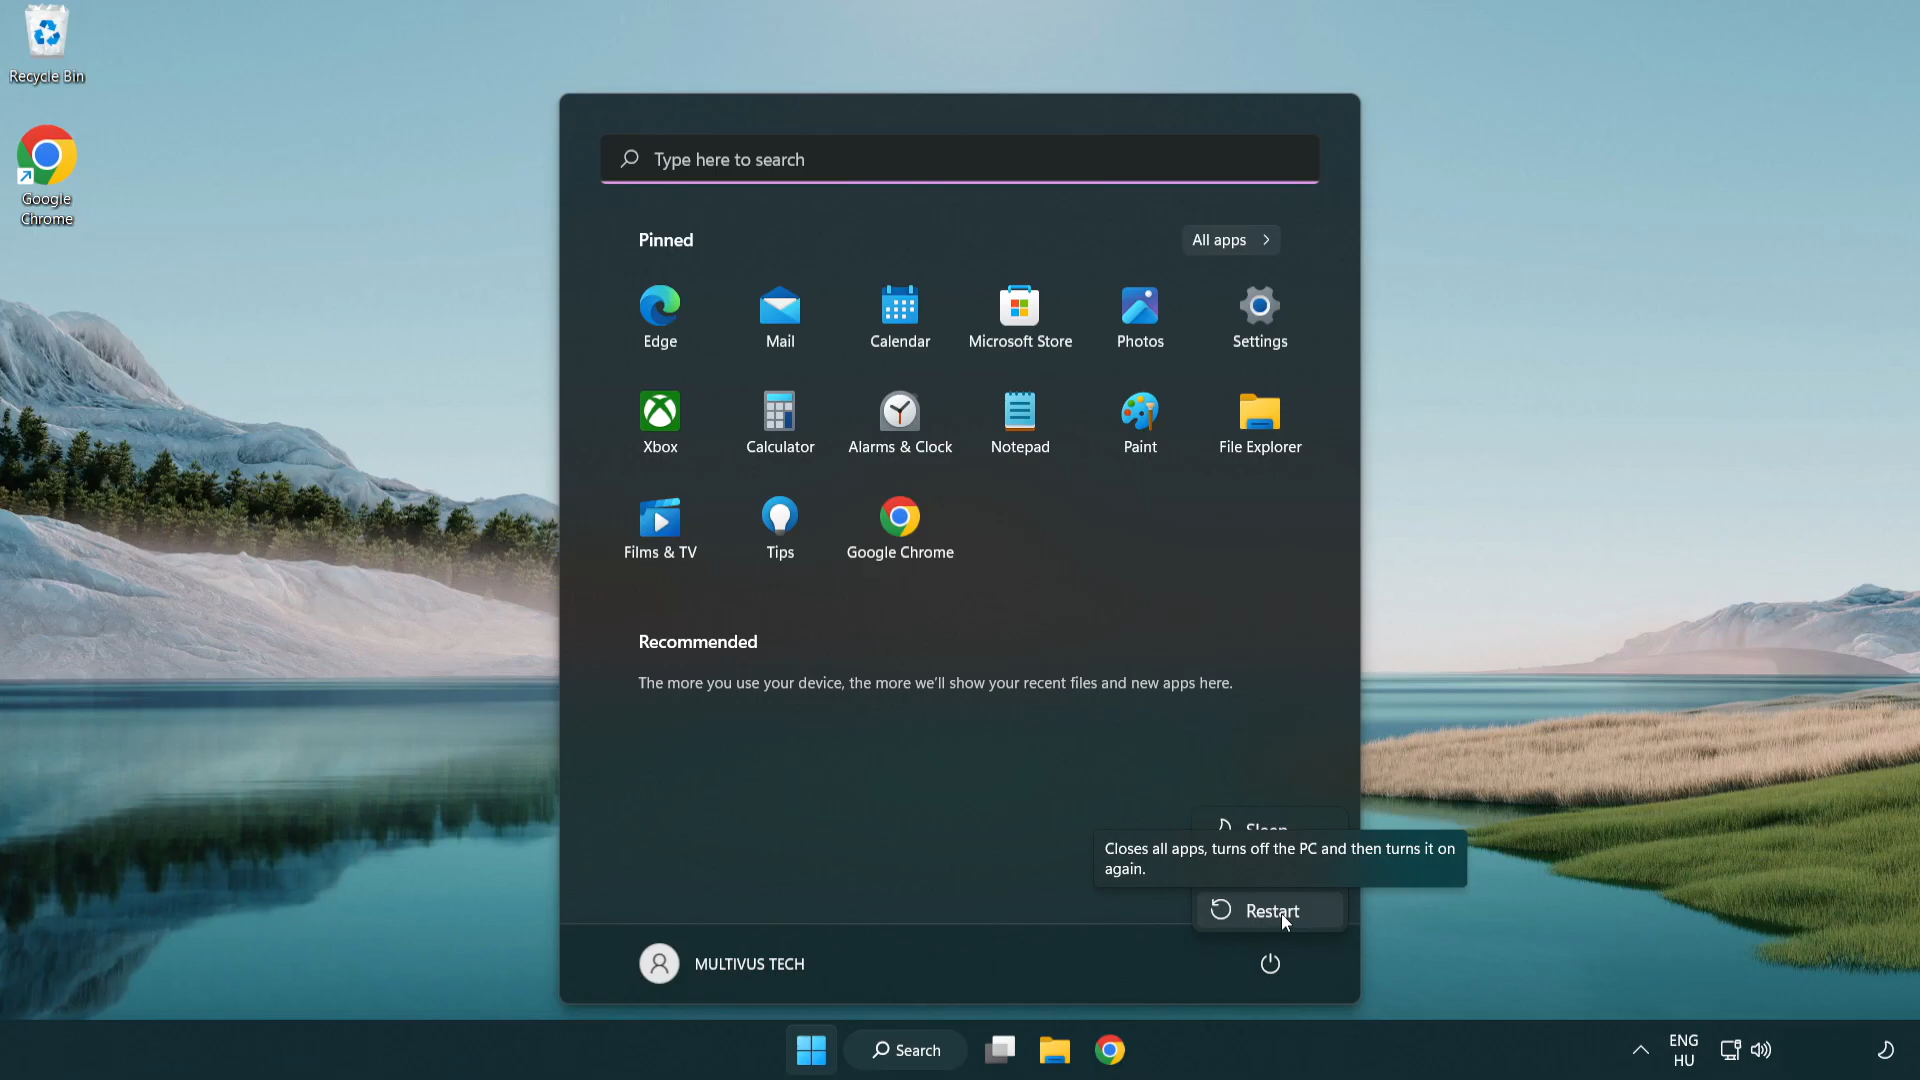 Recycle Bin
Google
Chrome
Type here to search
Pinned
All apps
Edge
Mail
Calendar
Microsoft Store
Photos
Settings
Xbox
Calculator
Alarms & Clock
Notepad
Paint
File Explorer
Films & TV
Tips
Google Chrome
Recommended
The more you use your device, the more we'll show your recent files and new apps here.
Sleep
Closes all apps, turns off the PC and then turns it on
again.
Restart
MULTIVUS TECH
Search
ENG
HU